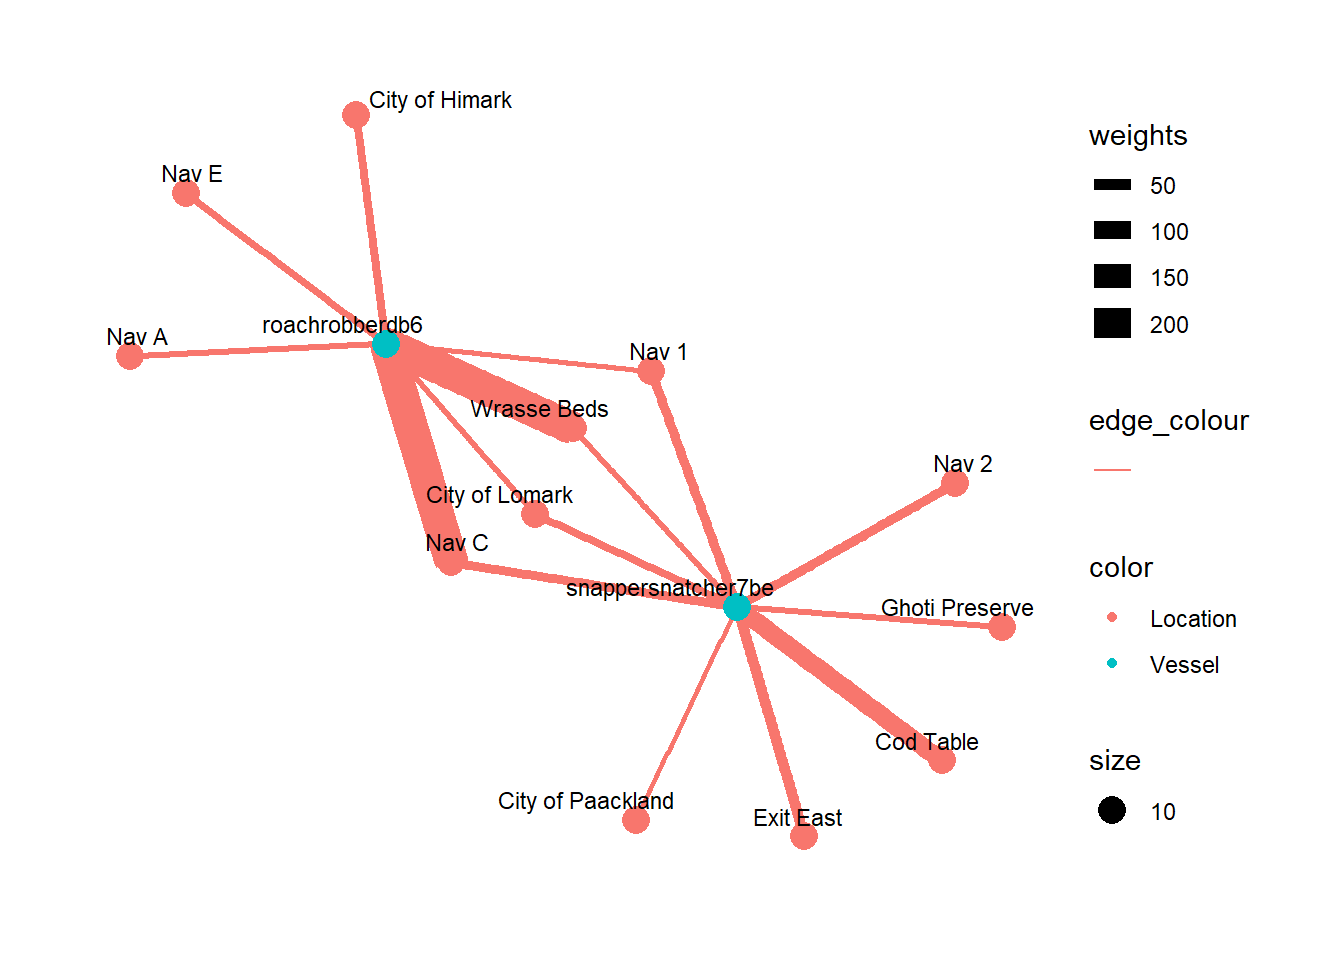 City of Himark
Nav E
roachrobberdb6
Nav A
Nav 1
Wrasse Beds
Nav 2
City of Lomark
Nav C
snappersnatcher7be
Ghoti Preserve
Cod Table
City of Paackland
Exit East
weights
50
100
150
200
edge_colour
color
Location
Vessel
size
10